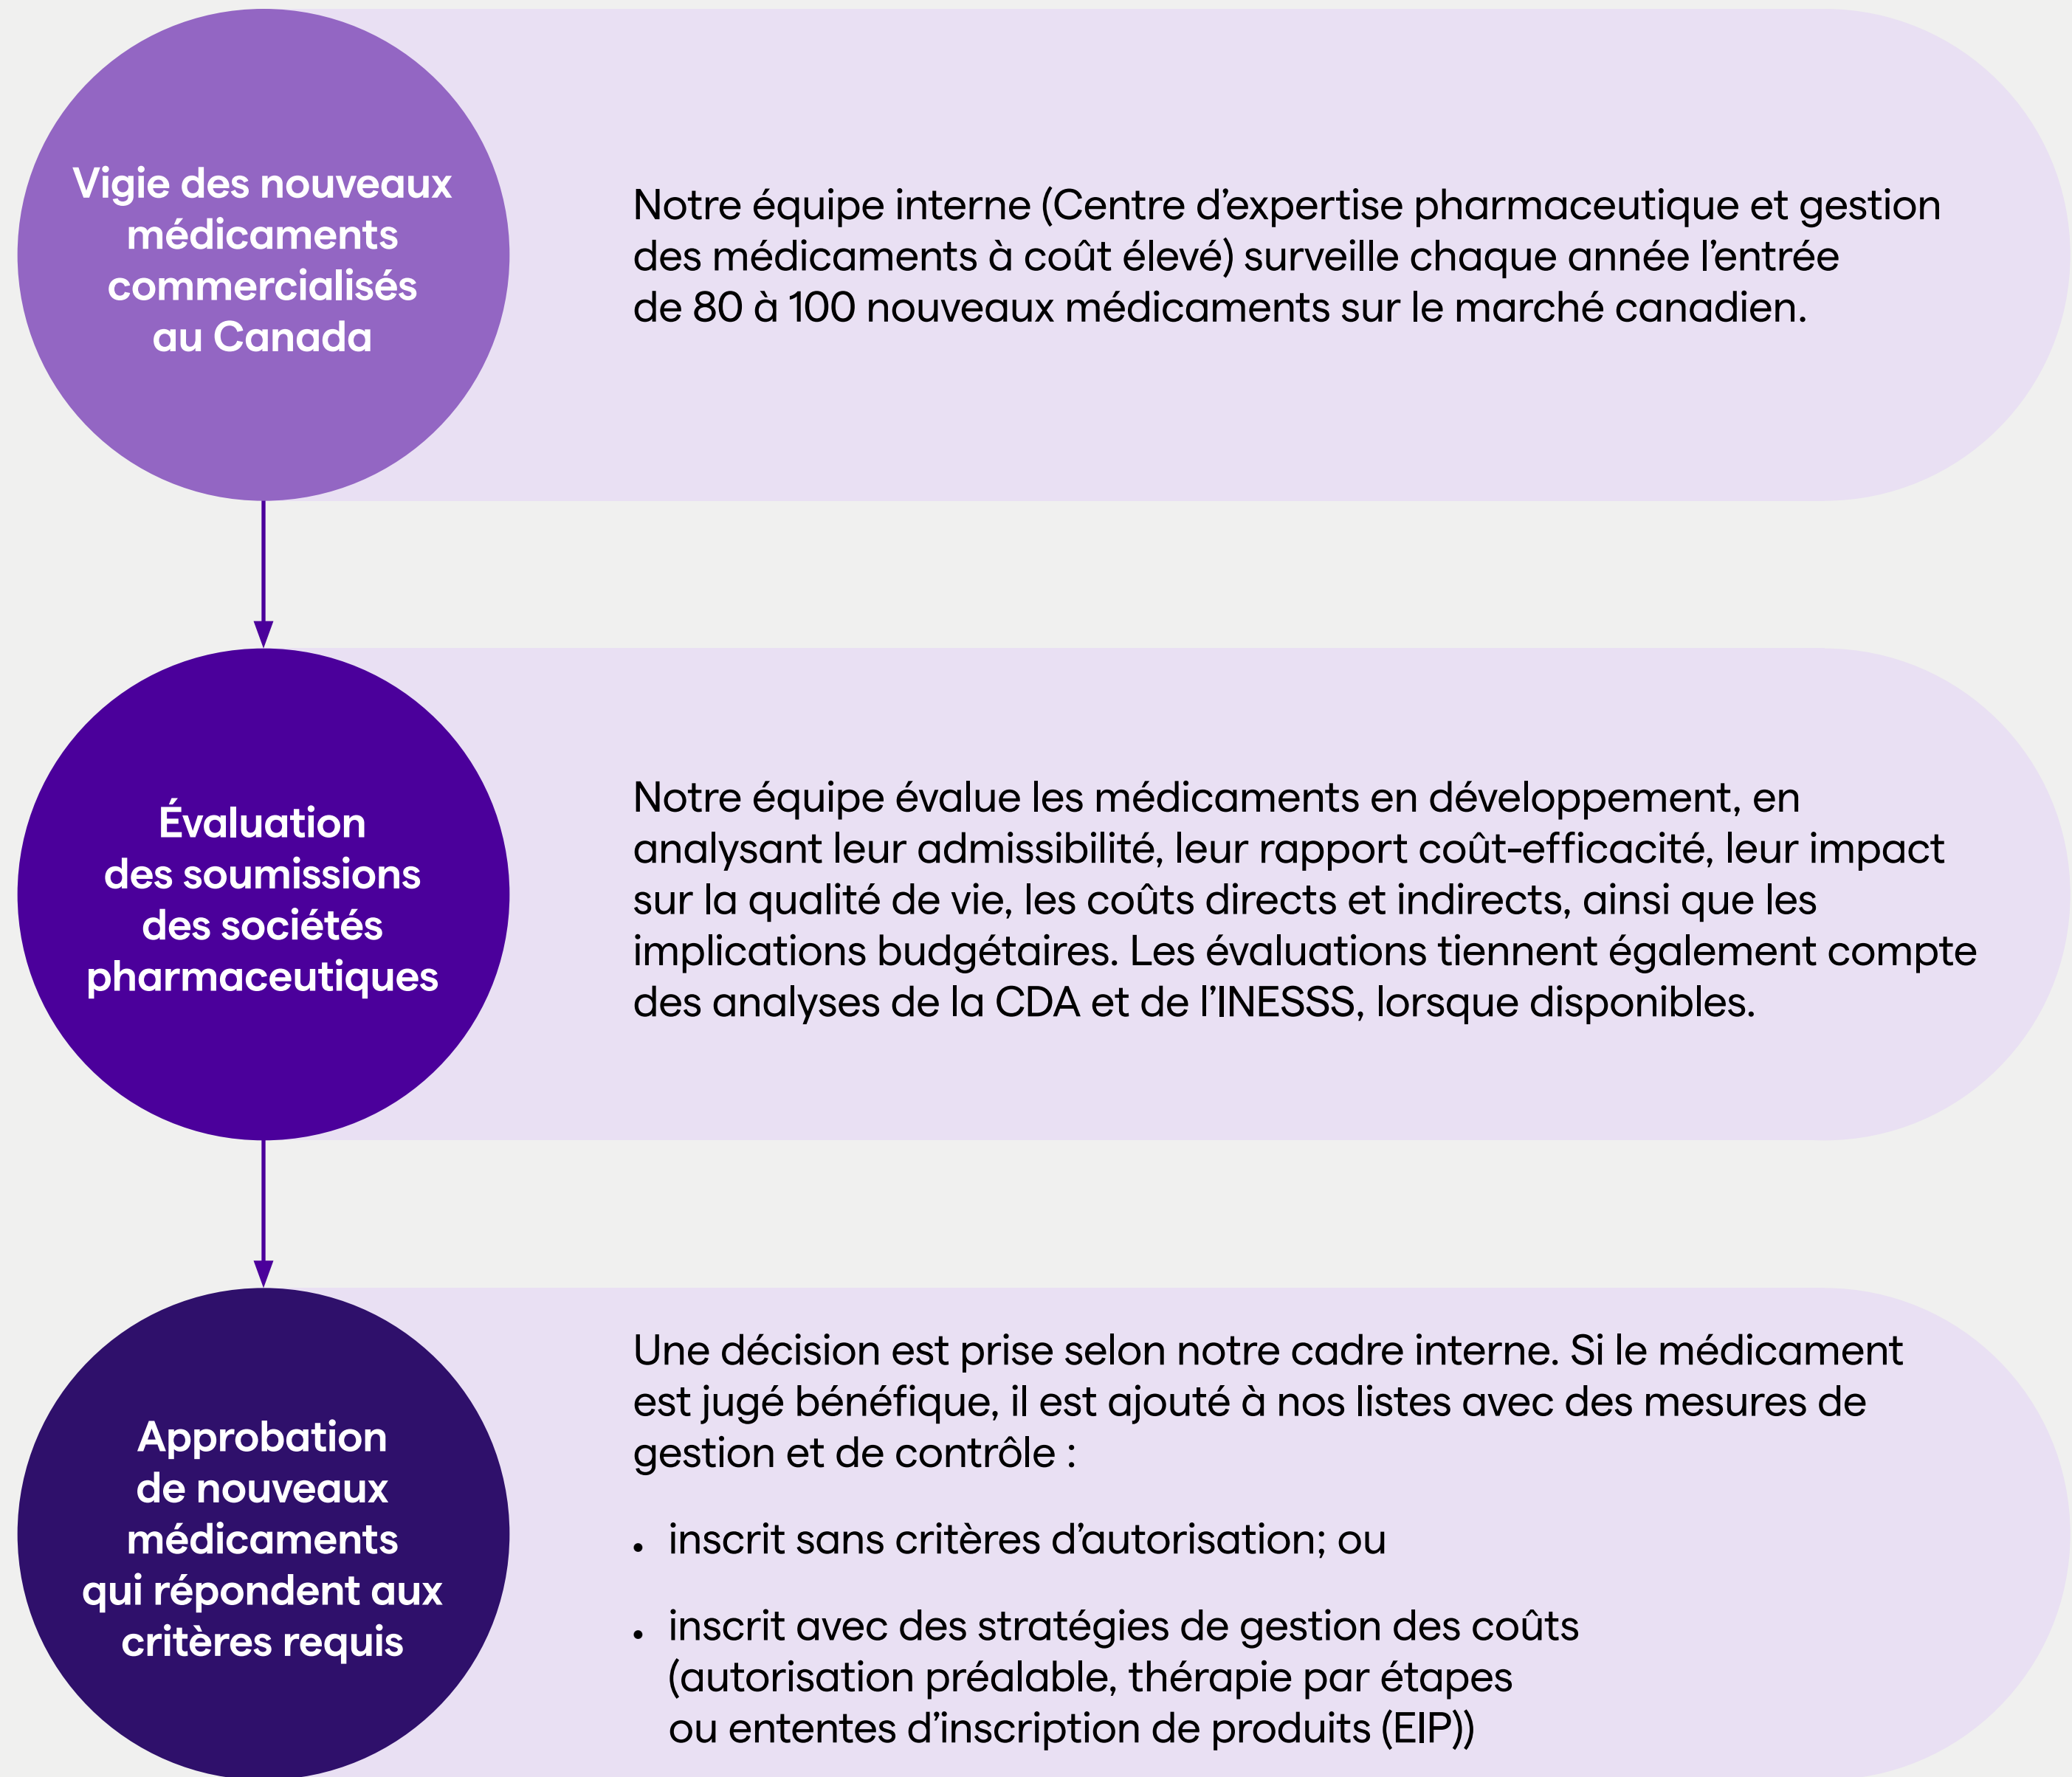 Vigie des nouveaux
médicaments
commercialisés
au Canada
Notre équipe interne (Centre d’expertise pharmaceutique et gestion
des médicaments à coût élevé) surveille chaque année l’entrée
de 80 à 100 nouveaux médicaments sur le marché canadien.
Évaluation
des soumissions
des sociétés
pharmaceutiques
Notre équipe évalue les médicaments en développement, en
analysant leur admissibilité, leur rapport coût-efficacité, leur impact
sur la qualité de vie, les coûts directs et indirects, ainsi que les
implications budgétaires. Les évaluations tiennent également compte
des analyses de la CDA et de l’INESSS, lorsque disponibles.
Approbation
de nouveaux
médicaments
qui répondent aux
critères requis
Une décision est prise selon notre cadre interne. Si le médicament
est jugé bénéfique, il est ajouté à nos listes avec des mesures de
gestion et de contrôle :
• inscrit sans critères d’autorisation; ou
• inscrit avec des stratégies de gestion des coûts
(autorisation préalable, thérapie par étapes
ou ententes d’inscription de produits (EIP))